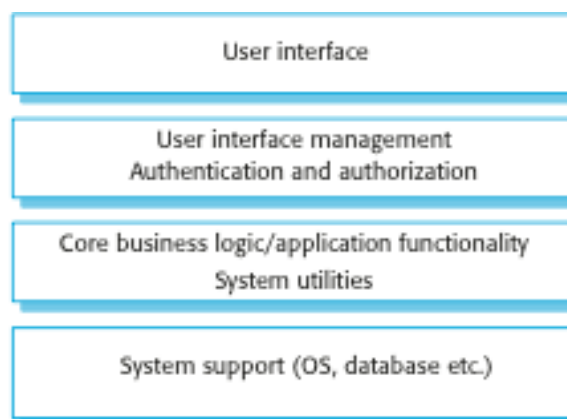 User interface
User interface management
Authentication and authorization
Core business logic/application functionality
System utilities
System support (OS, database etc.)